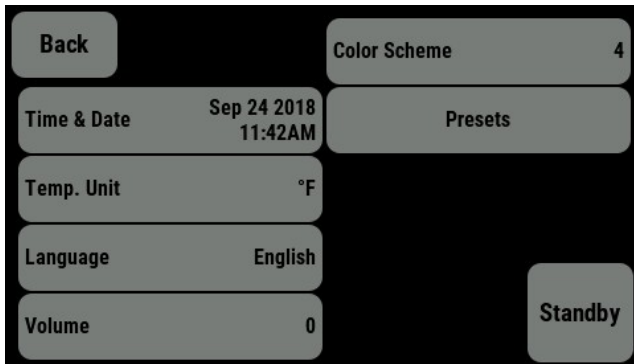 Back
Time & Date Sep 24 2018
11:42AM
Temp. Unit °F
Language English
Volume 0
Color Scheme 4
Presets
Standby